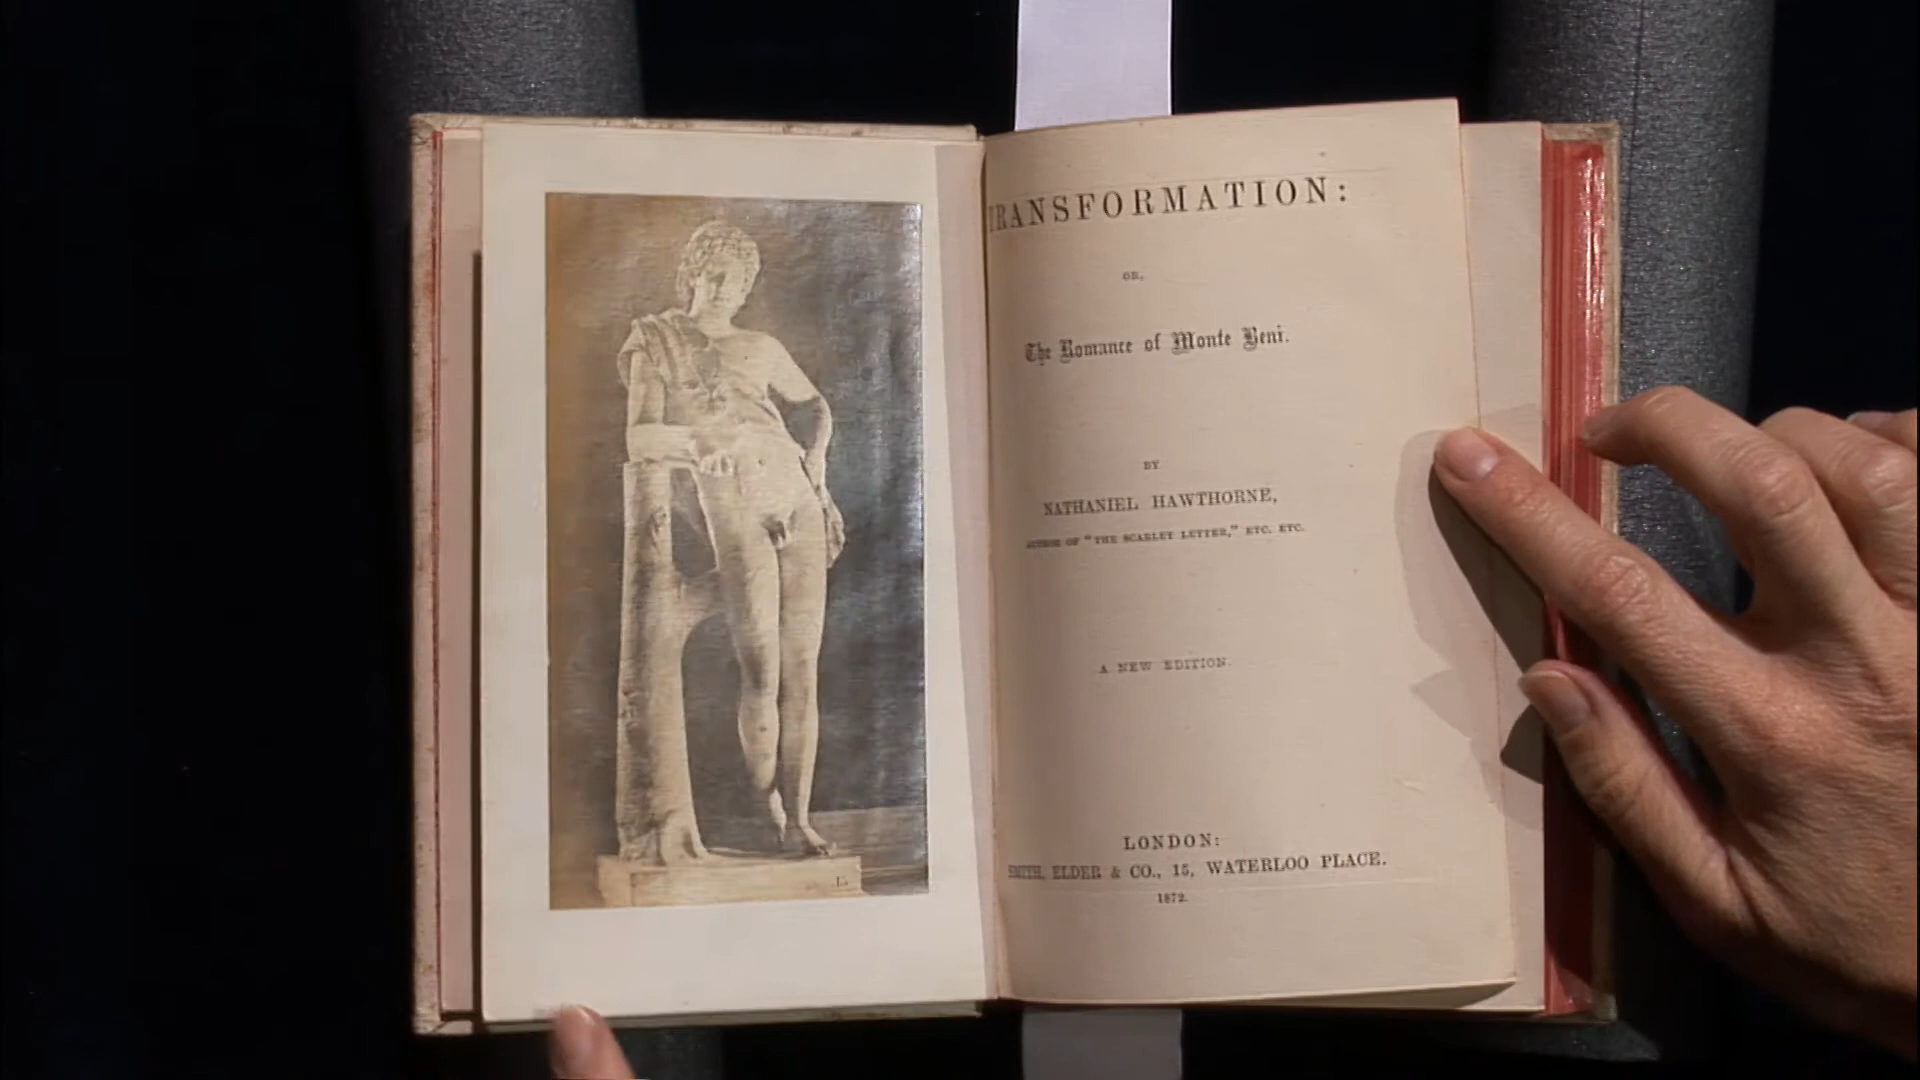 TRANSFORMATION:
OR,
The Romance of Monte Beni.
BY
NATHANIEL HAWTHORNE,
AUTHOR OF "THE SCARLET LETTER," ETC. ETC.
A NEW EDITION.
LONDON:
SMITH, ELDER & CO., 15, WATERLOO PLACE.
1872.